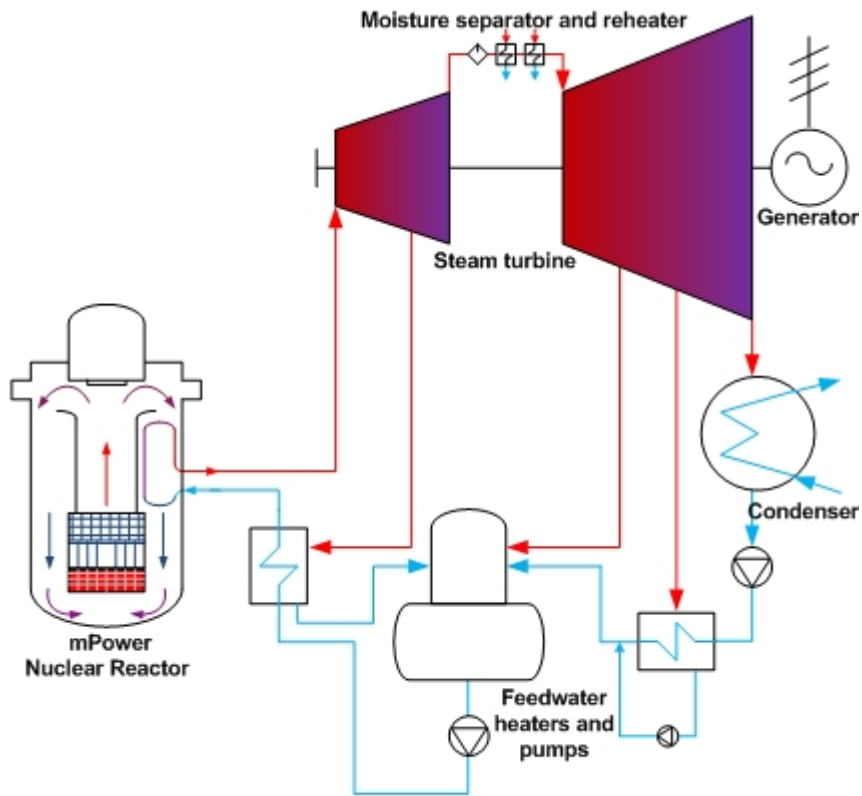 Moisture separator and reheater
Generator
Steam turbine
Condenser
mPower
Nuclear Reactor
Feedwater
heaters and
pumps